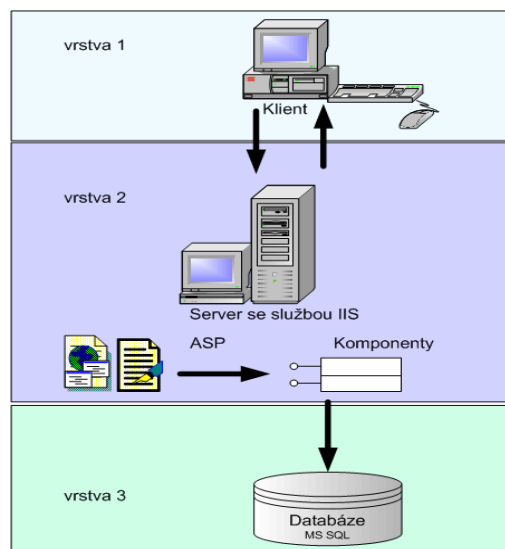 vrstva 1
Klient
vrstva 2
Server se službou IIS
ASP
Komponenty
vrstva 3
Databáze
MS SQL